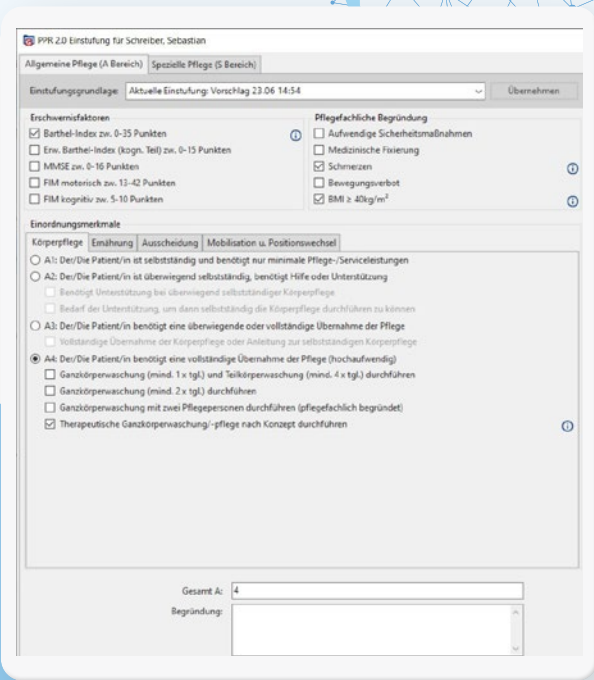 PPR 2.0 Einstufung für Schreiber, Sebastian
Allgemeine Pflege (A Bereich) Spezielle Pflege (S Bereich)
Einstufungsgrundlage: Aktuelle Einstufung: Vorschlag 23.06 14:54 Übernehmen
Erschwernisfaktoren
Barthel-Index zw. 0-35 Punkten
Erw. Barthel-Index (kogn. Teil) zw. 0-15 Punkten
MMSE zw. 0-16 Punkten
FIM motorisch zw. 13-42 Punkten
FIM kognitiv zw. 5-10 Punkten
Pflegefachliche Begründung
Aufwendige Sicherheitsmaßnahmen
Medizinische Fixierung
Schmerzen
Bewegungsverbot
BMI ≥ 40kg/m²
Einordnungsmerkmale
Körperpflege Ernährung Ausscheidung Mobilisation u. Positionswechsel
A1: Der/Die Patient/in ist selbstständig und benötigt nur minimale Pflege-/Serviceleistungen
A2: Der/Die Patient/in ist überwiegend selbstständig, benötigt Hilfe oder Unterstützung
Benötigt Unterstützung bei überwiegend selbstständiger Körperpflege
Bedarf der Unterstützung, um dann selbstständig die Körperpflege durchführen zu können
A3: Der/Die Patient/in benötigt eine überwiegende oder vollständige Übernahme der Pflege
Vollständige Übernahme der Körperpflege oder Anleitung zur selbständigen Körperpflege
A4: Der/Die Patient/in benötigt eine vollständige Übernahme der Pflege (hochaufwendig)
Ganzkörperwaschung (mind. 1 x tgl.) und Teilkörperwaschung (mind. 4 x tgl.) durchführen
Ganzkörperwaschung (mind. 2 x tgl.) durchführen
Ganzkörperwaschung mit zwei Pflegepersonen durchführen (pflegefachlich begründet)
Therapeutische Ganzkörperwaschung/-pflege nach Konzept durchführen
Gesamt A: 4
Begründung: